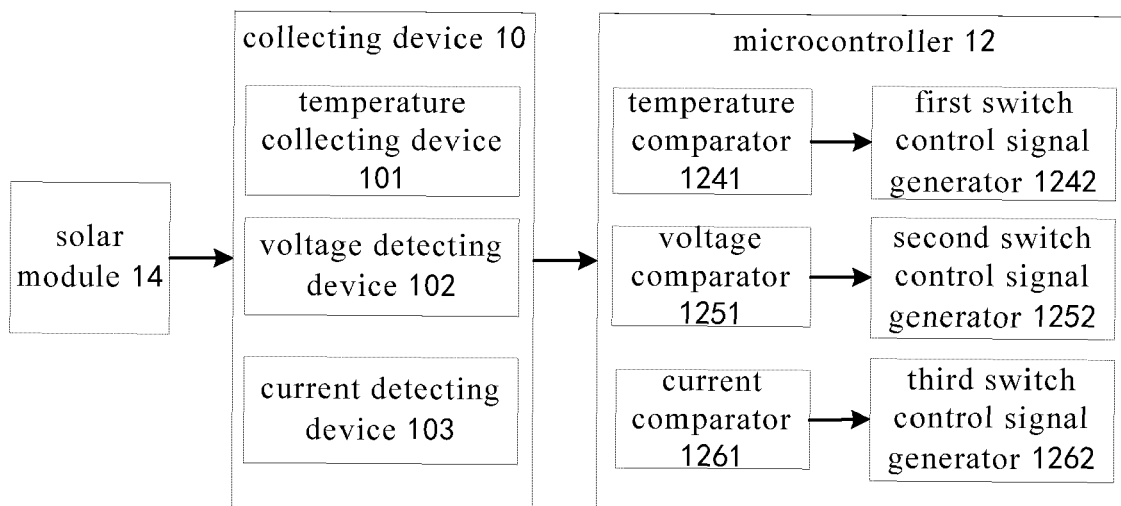 solar
module 14
collecting device 10
temperature
collecting device
101
voltage detecting
device 102
current detecting
device 103
microcontroller 12
temperature
comparator
1241
first switch
control signal
generator 1242
voltage
comparator
1251
second switch
control signal
generator 1252
current
comparator
1261
third switch
control signal
generator 1262